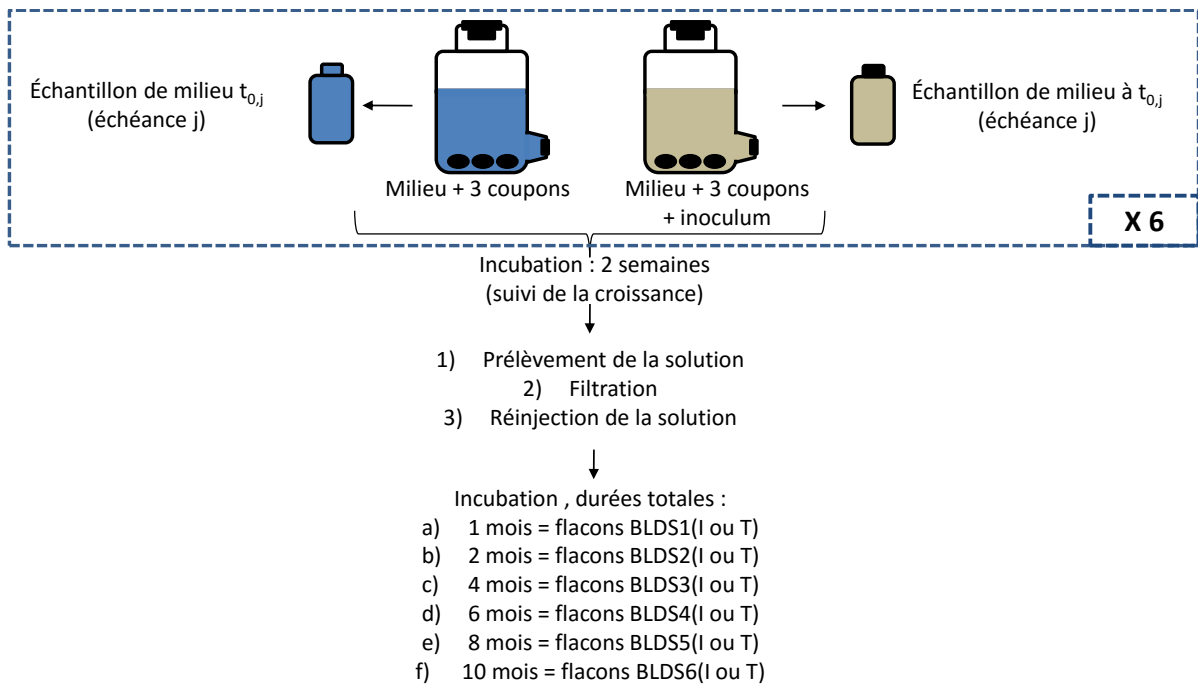 Échantillon de milieu t0,j
(échéance j)
Échantillon de milieu à t0,j
(échéance j)
Milieu + 3 coupons
Milieu + 3 coupons
+ inoculum
X 6
Incubation : 2 semaines
(suivi de la croissance)
1) Prélèvement de la solution
2) Filtration
3) Réinjection de la solution
Incubation , durées totales :
a) 1 mois = flacons BLDS1(I ou T)
b) 2 mois = flacons BLDS2(I ou T)
c) 4 mois = flacons BLDS3(I ou T)
d) 6 mois = flacons BLDS4(I ou T)
e) 8 mois = flacons BLDS5(I ou T)
f) 10 mois = flacons BLDS6(I ou T)